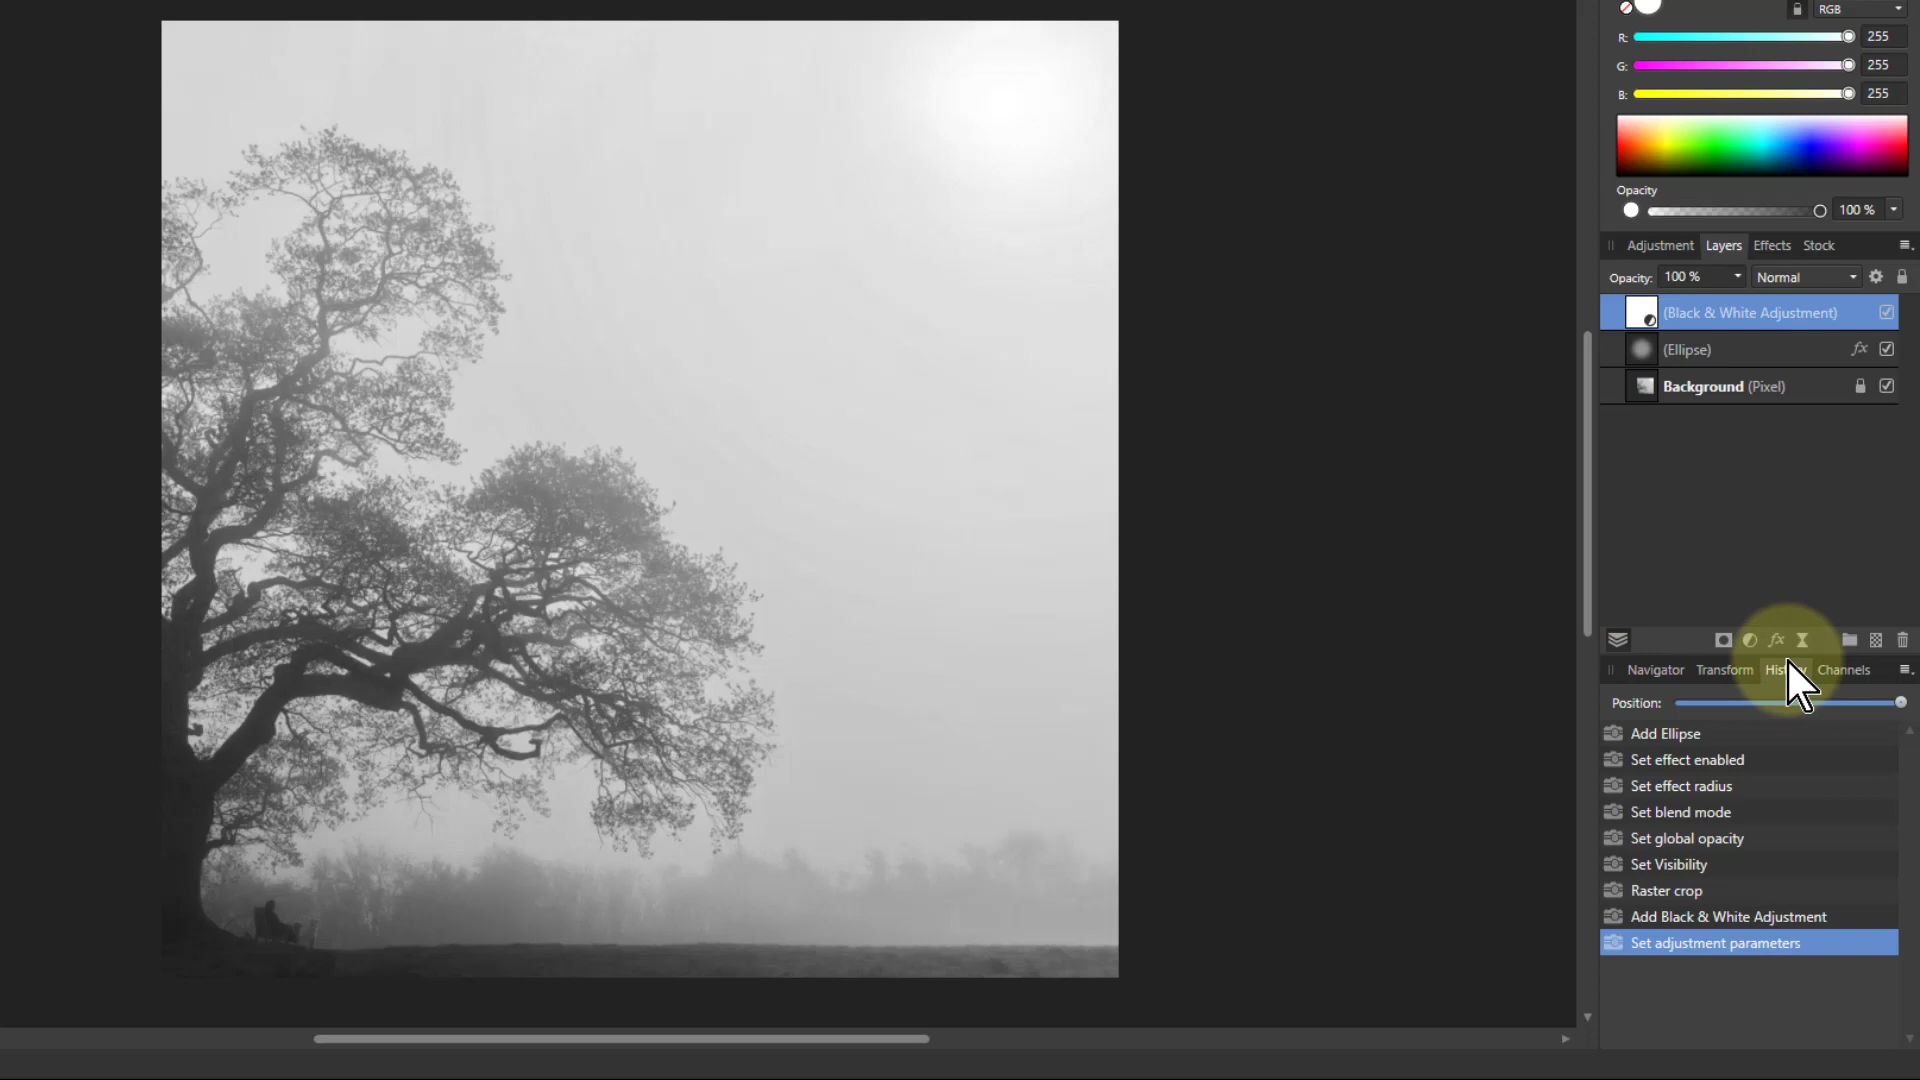 RGB
R: 255
G: 255
B: 255
Opacity
100 %
Adjustment Layers Effects Stock
Opacity: 100 % Normal
(Black & White Adjustment)
(Ellipse) fx
Background (Pixel)
fx
Navigator Transform Channels
Position:
Add Ellipse
Set effect enabled
Set effect radius
Set blend mode
Set global opacity
Set Visibility
Raster crop
Add Black & White Adjustment
Set adjustment parameters